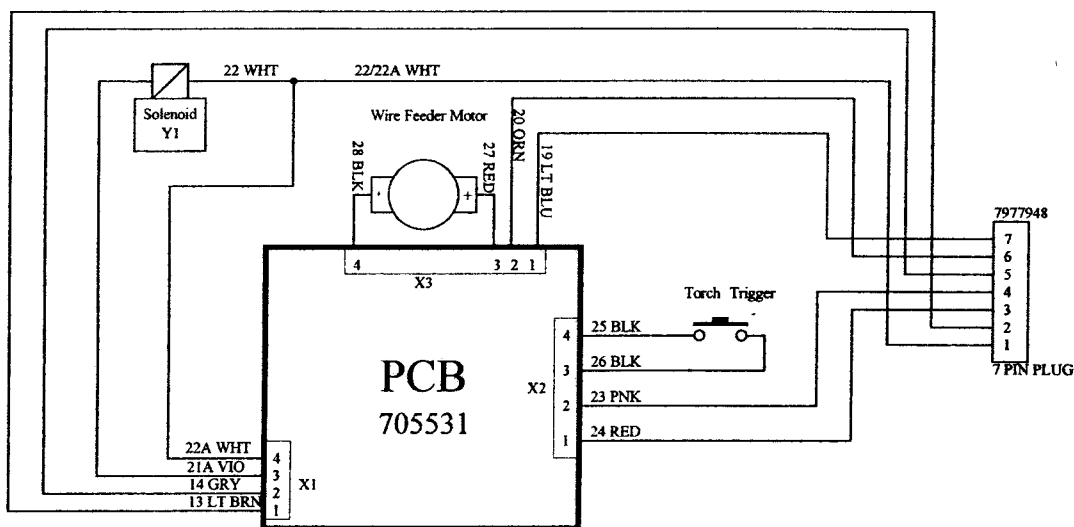 22 WHT
22/22A WHT
Solenoid
Y1
Wire Feeder Motor
28 BLK
-
+
27 RED
20 ORN
19 LT BLU
7977948
7
6
5
4
3
2
1
7 PIN PLUG
4
3
2
1
X3
Torch Trigger
25 BLK
26 BLK
23 PNK
24 RED
4
3
2
1
X2
PCB
705531
22A WHT
21A VIO
14 GRY
13 LT BRN
4
3
2
1
X1